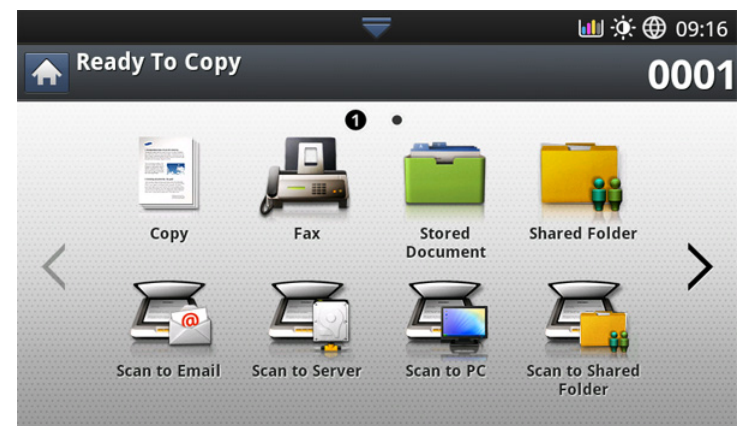 09:16
Ready To Copy
0001
1
Copy
Fax
Stored
Document
Shared Folder
@
Scan to Email
Scan to Server
Scan to PC
Scan to Shared
Folder